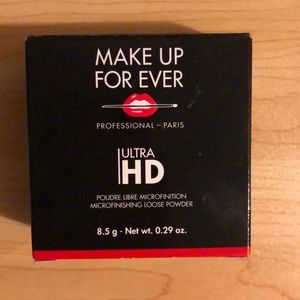 MAKE UP
FOR EVER
PROFESSIONAL – PARIS
ULTRA
HD
POUDRE LIBRE MICROFINITION
MICROFINISHING LOOSE POWDER
8.5 g - Net wt. 0.29 oz.